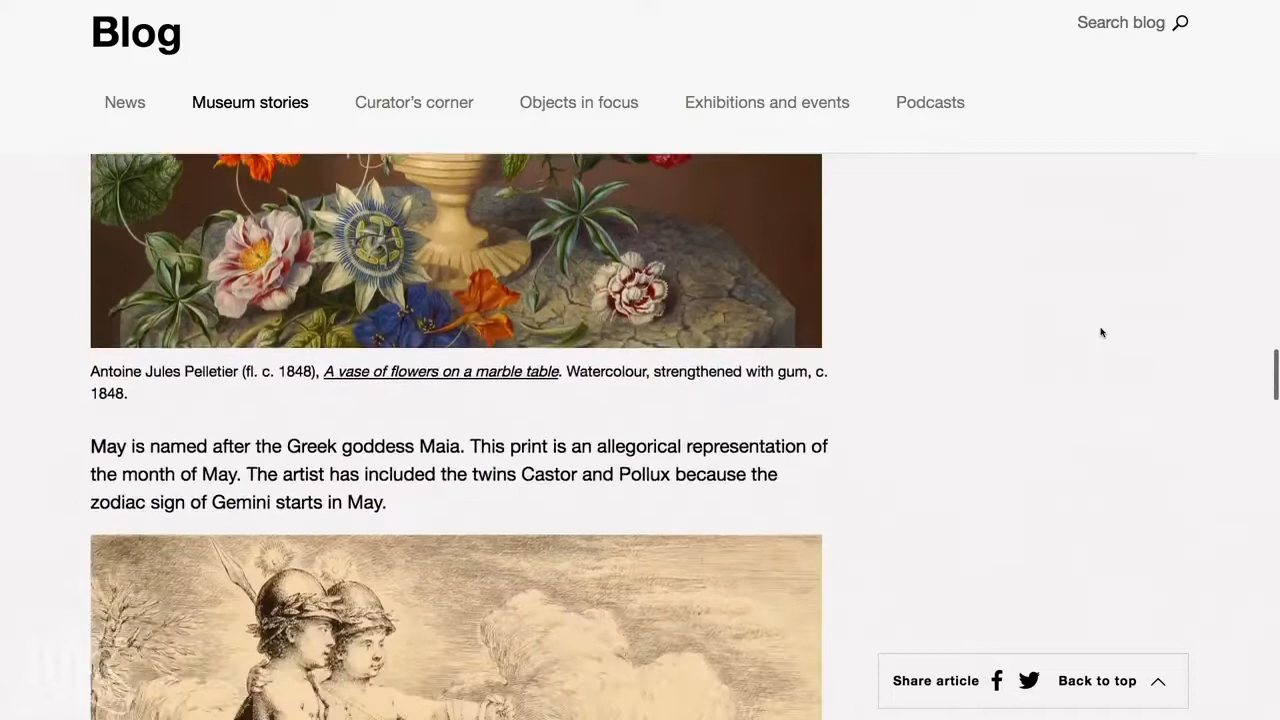 Blog
Search blog
News
Museum stories
Curator’s corner
Objects in focus
Exhibitions and events
Podcasts
Antoine Jules Pelletier (fl. c. 1848), A vase of flowers on a marble table. Watercolour, strengthened with gum, c.
1848.
May is named after the Greek goddess Maia. This print is an allegorical representation of
the month of May. The artist has included the twins Castor and Pollux because the
zodiac sign of Gemini starts in May.
Share article
Back to top